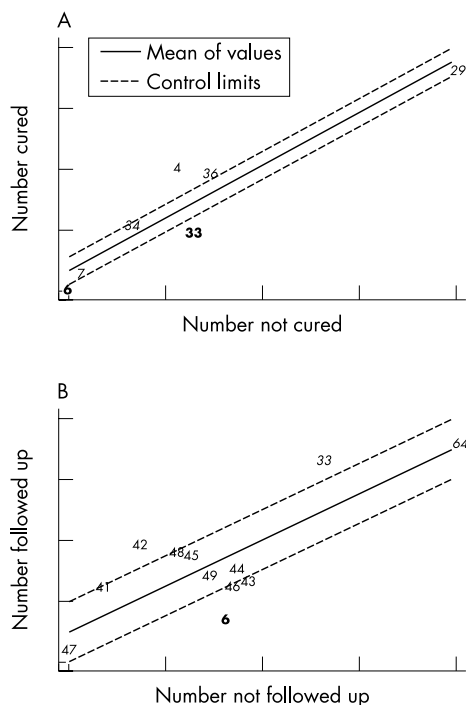 A
Mean of values
Control limits
29
4
36
34
33
7
6
Number cured
Number not cured
B
64
33
42
48 45
44
49
41
46 43
6
47
Number followed up
Number not followed up